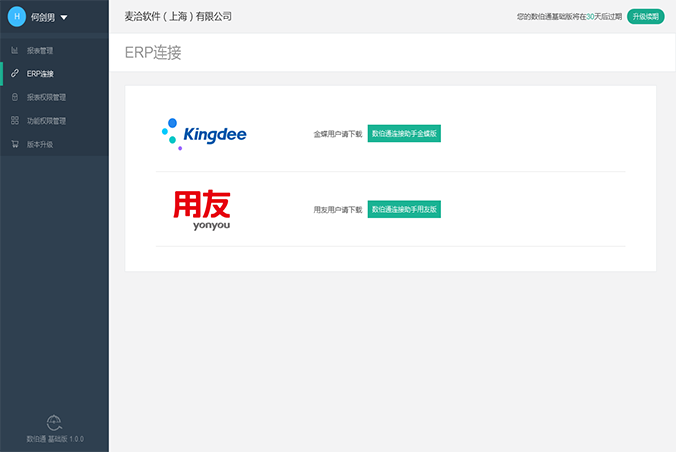 H 何剑男
麦洽软件（上海）有限公司
您的数伯通基础版将在30天后过期 升级续期
报表管理
ERP连接
报表权限管理
功能权限管理
版本升级
ERP连接
Kingdee
金蝶用户请下载 数伯通连接助手金蝶版
用友
yonyou
用友用户请下载 数伯通连接助手用友版
数伯通 基础版 1.0.0